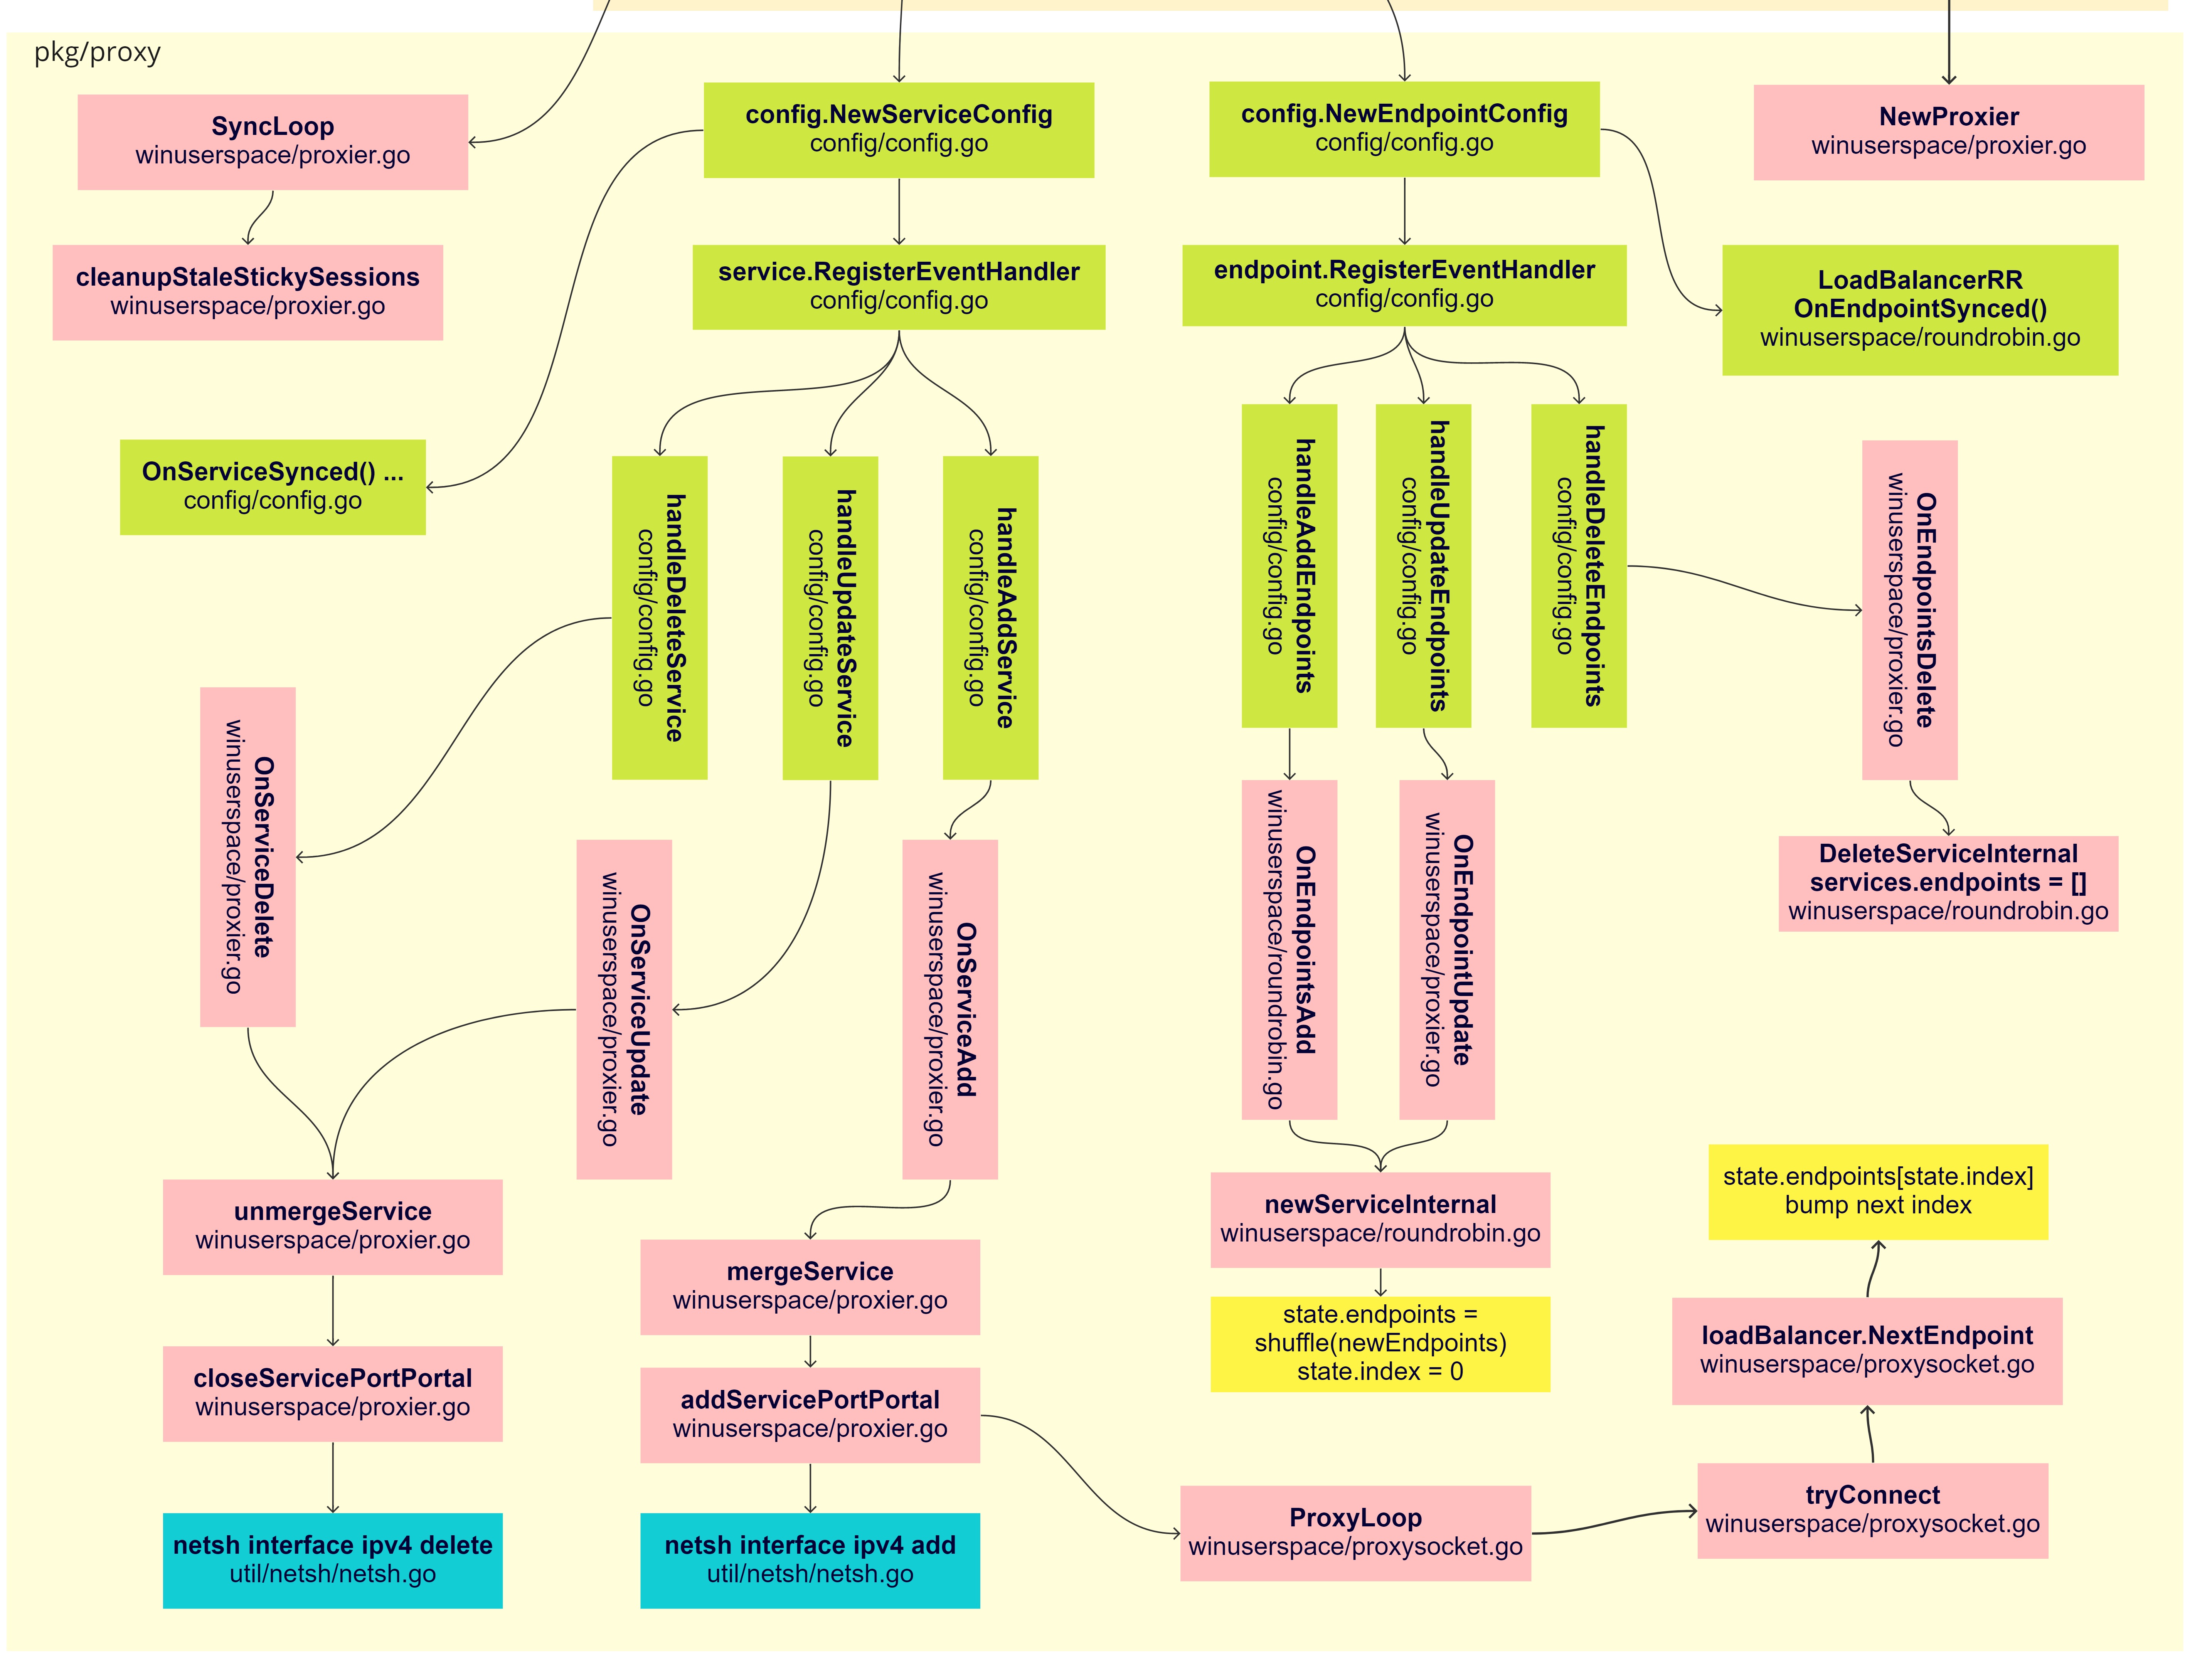 pkg/proxy
SyncLoop
winuserspace/proxier.go
config.NewServiceConfig
config/config.go
config.NewEndpointConfig
config/config.go
NewProxier
winuserspace/proxier.go
cleanupStaleStickySessions
winuserspace/proxier.go
service.RegisterEventHandler
config/config.go
endpoint.RegisterEventHandler
config/config.go
LoadBalancerRR
OnEndpointSynced()
winuserspace/roundrobin.go
OnServiceSynced() ...
config/config.go
handleDeleteService
config/config.go
handleUpdateService
config/config.go
handleAddService
config/config.go
handleAddEndpoints
config/config.go
handleUpdateEndpoints
config/config.go
handleDeleteEndpoints
config/config.go
OnEndpointsDelete
winuserspace/proxier.go
OnServiceDelete
winuserspace/proxier.go
OnServiceUpdate
winuserspace/proxier.go
OnServiceAdd
winuserspace/proxier.go
OnEndpointsAdd
winuserspace/roundrobin.go
OnEndpointUpdate
winuserspace/proxier.go
DeleteServiceInternal
services.endpoints = []
winuserspace/roundrobin.go
unmergeService
winuserspace/proxier.go
mergeService
winuserspace/proxier.go
newServiceInternal
winuserspace/roundrobin.go
state.endpoints[state.index]
bump next index
closeServicePortPortal
winuserspace/proxier.go
addServicePortPortal
winuserspace/proxier.go
state.endpoints =
shuffle(newEndpoints)
state.index = 0
loadBalancer.NextEndpoint
winuserspace/proxysocket.go
netsh interface ipv4 delete
util/netsh/netsh.go
netsh interface ipv4 add
util/netsh/netsh.go
ProxyLoop
winuserspace/proxysocket.go
tryConnect
winuserspace/proxysocket.go